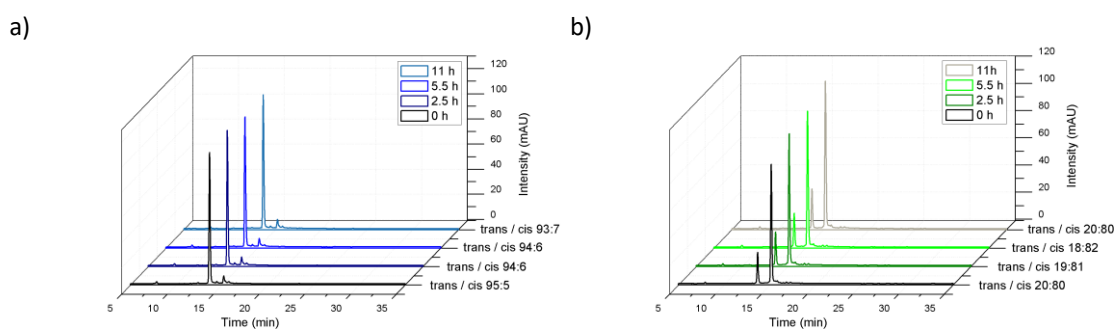 a)
120
100
80
60
40
20
0
Intensity (mAU)
11 h
5.5 h
2.5 h
0 h
trans / cis 93:7
trans / cis 94:6
trans / cis 94:6
trans / cis 95:5
5 10 15 20 25 30 35
Time (min)
b)
120
100
80
60
40
20
0
Intensity (mAU)
11h
5.5 h
2.5 h
0 h
trans / cis 20:80
trans / cis 18:82
trans / cis 19:81
trans / cis 20:80
5 10 15 20 25 30 35
Time (min)